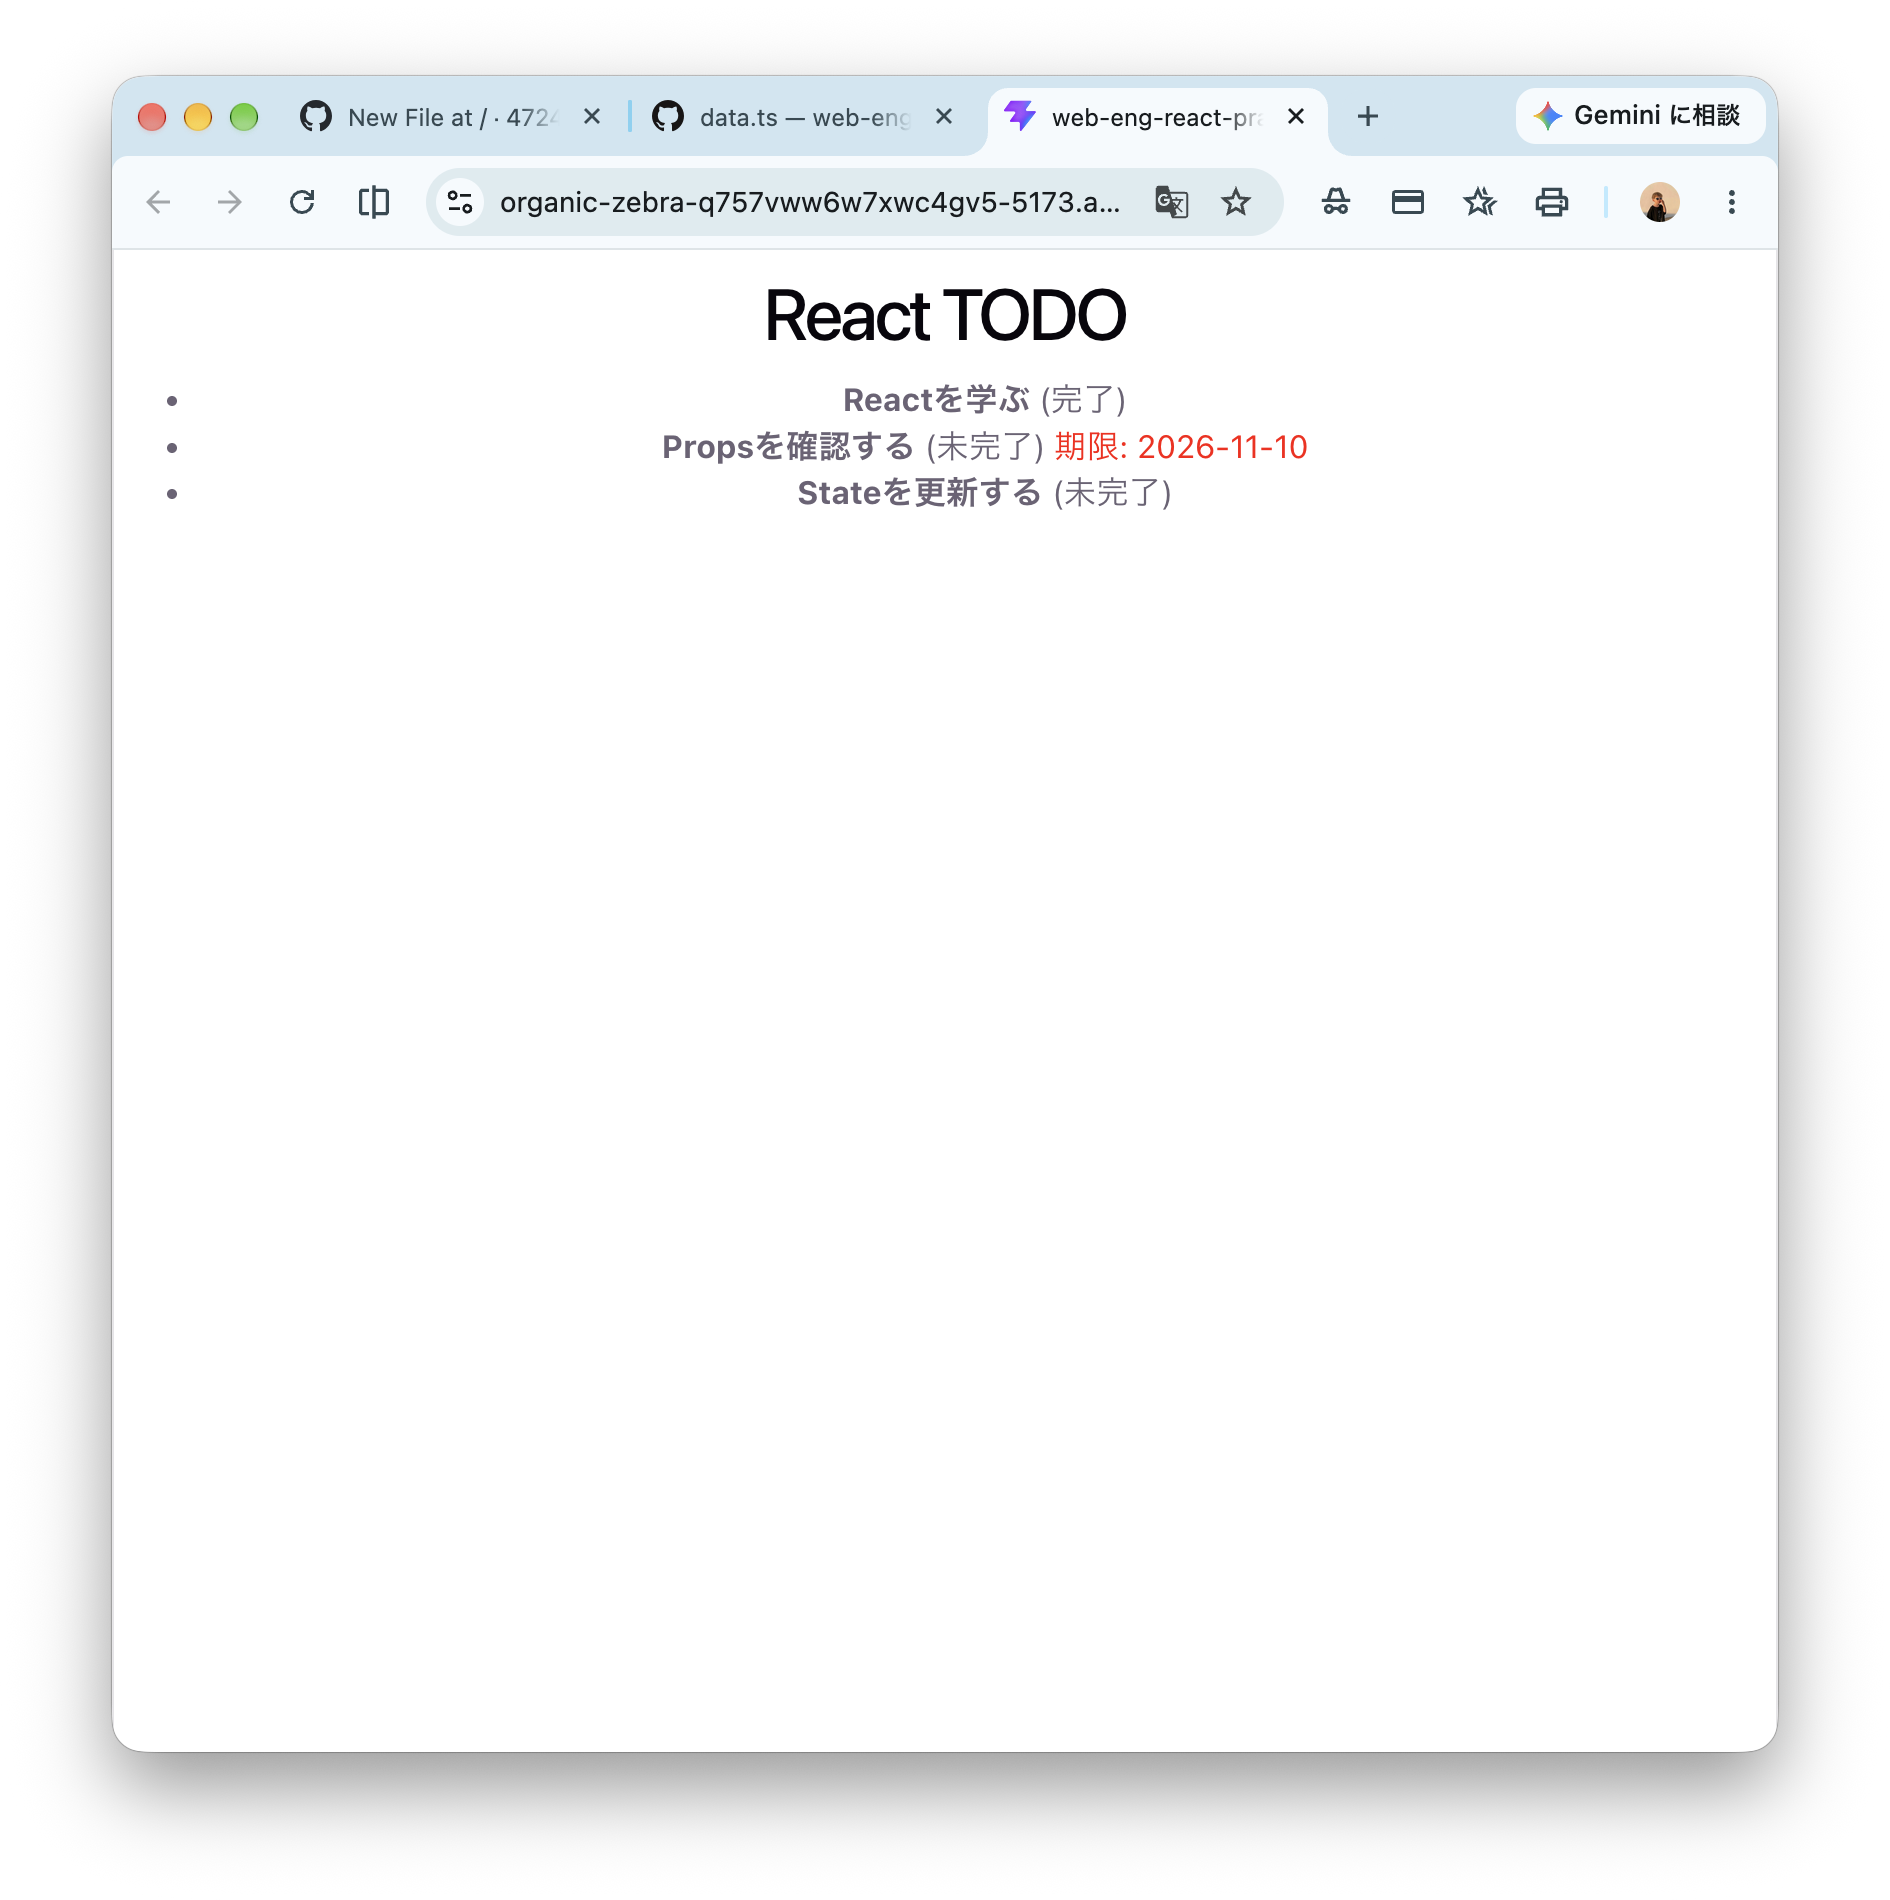 New File at / · 4724
data.ts — web-eng
web-eng-react-pra
Gemini に相談
organic-zebra-q757vww6w7xwc4gv5-5173.a...
React TODO
Reactを学ぶ (完了)
Propsを確認する (未完了) 期限: 2026-11-10
Stateを更新する (未完了)